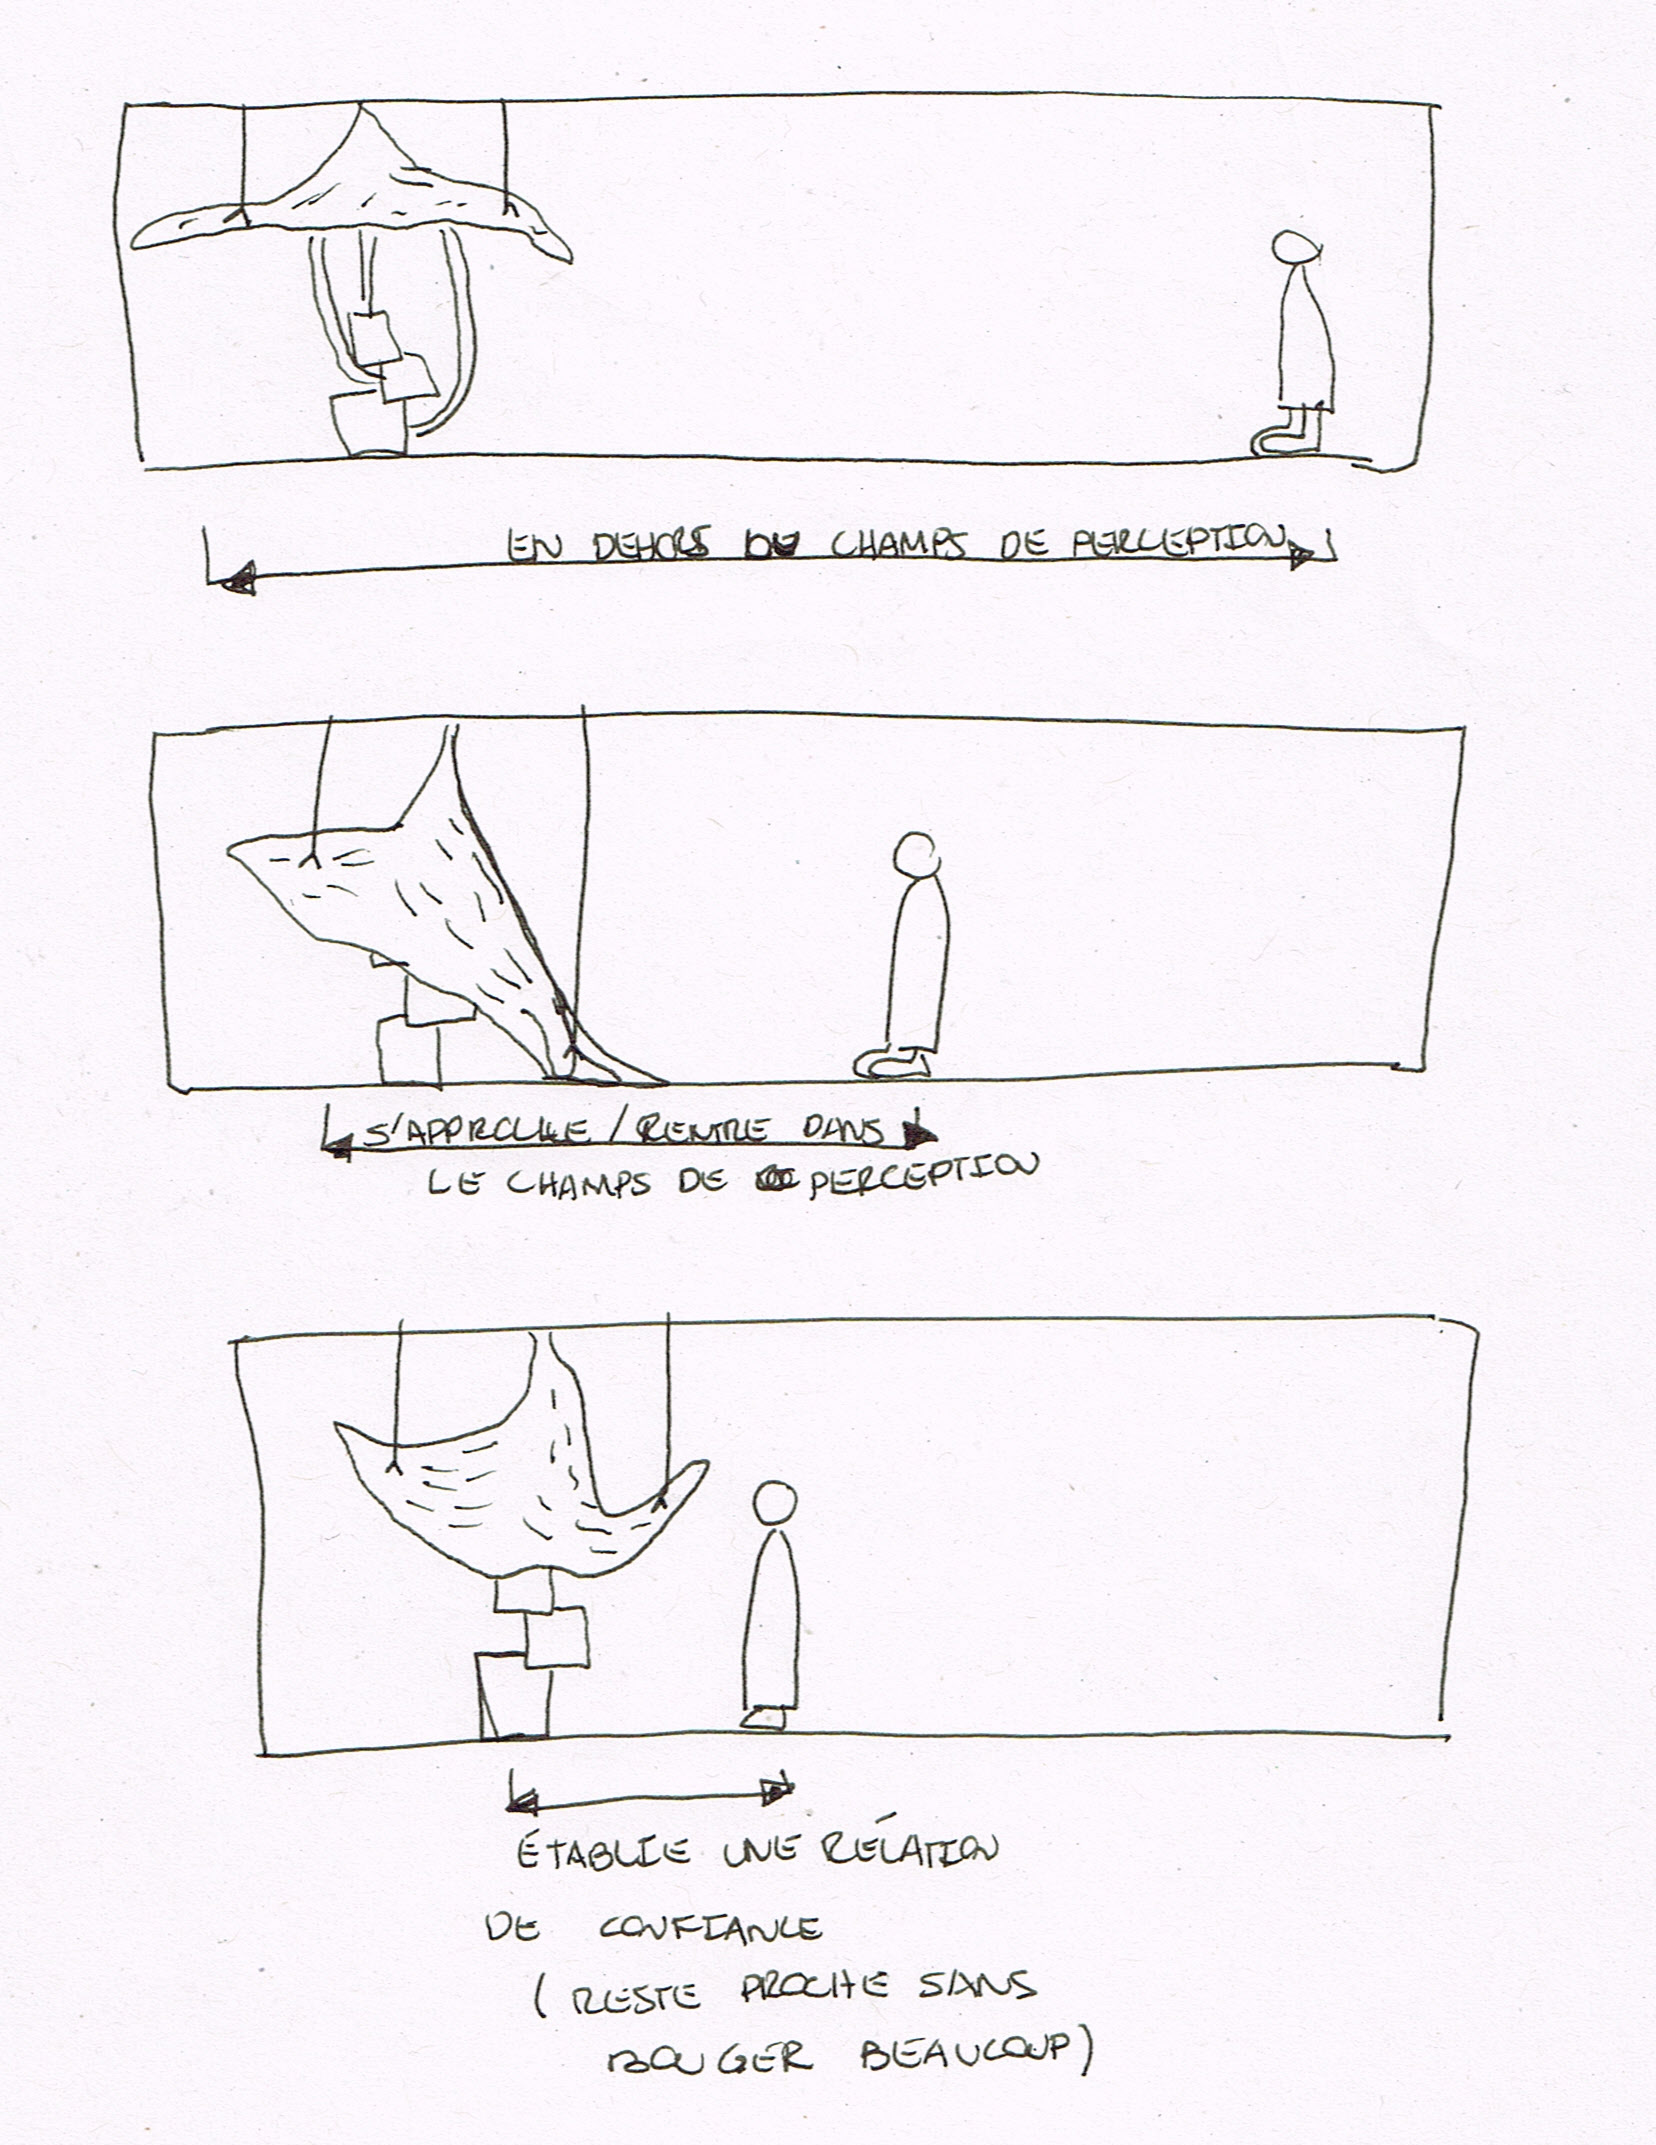 EN DEHORS DE CHAMPS DE PERCEPTION
S'APPROCHE / RENTRE DANS
LE CHAMPS DE PERCEPTION
ÉTABLIE UNE RÉLATION
DE CONFIANCE
( RESTE PROCHE SANS
BOUGER BEAUCOUP)